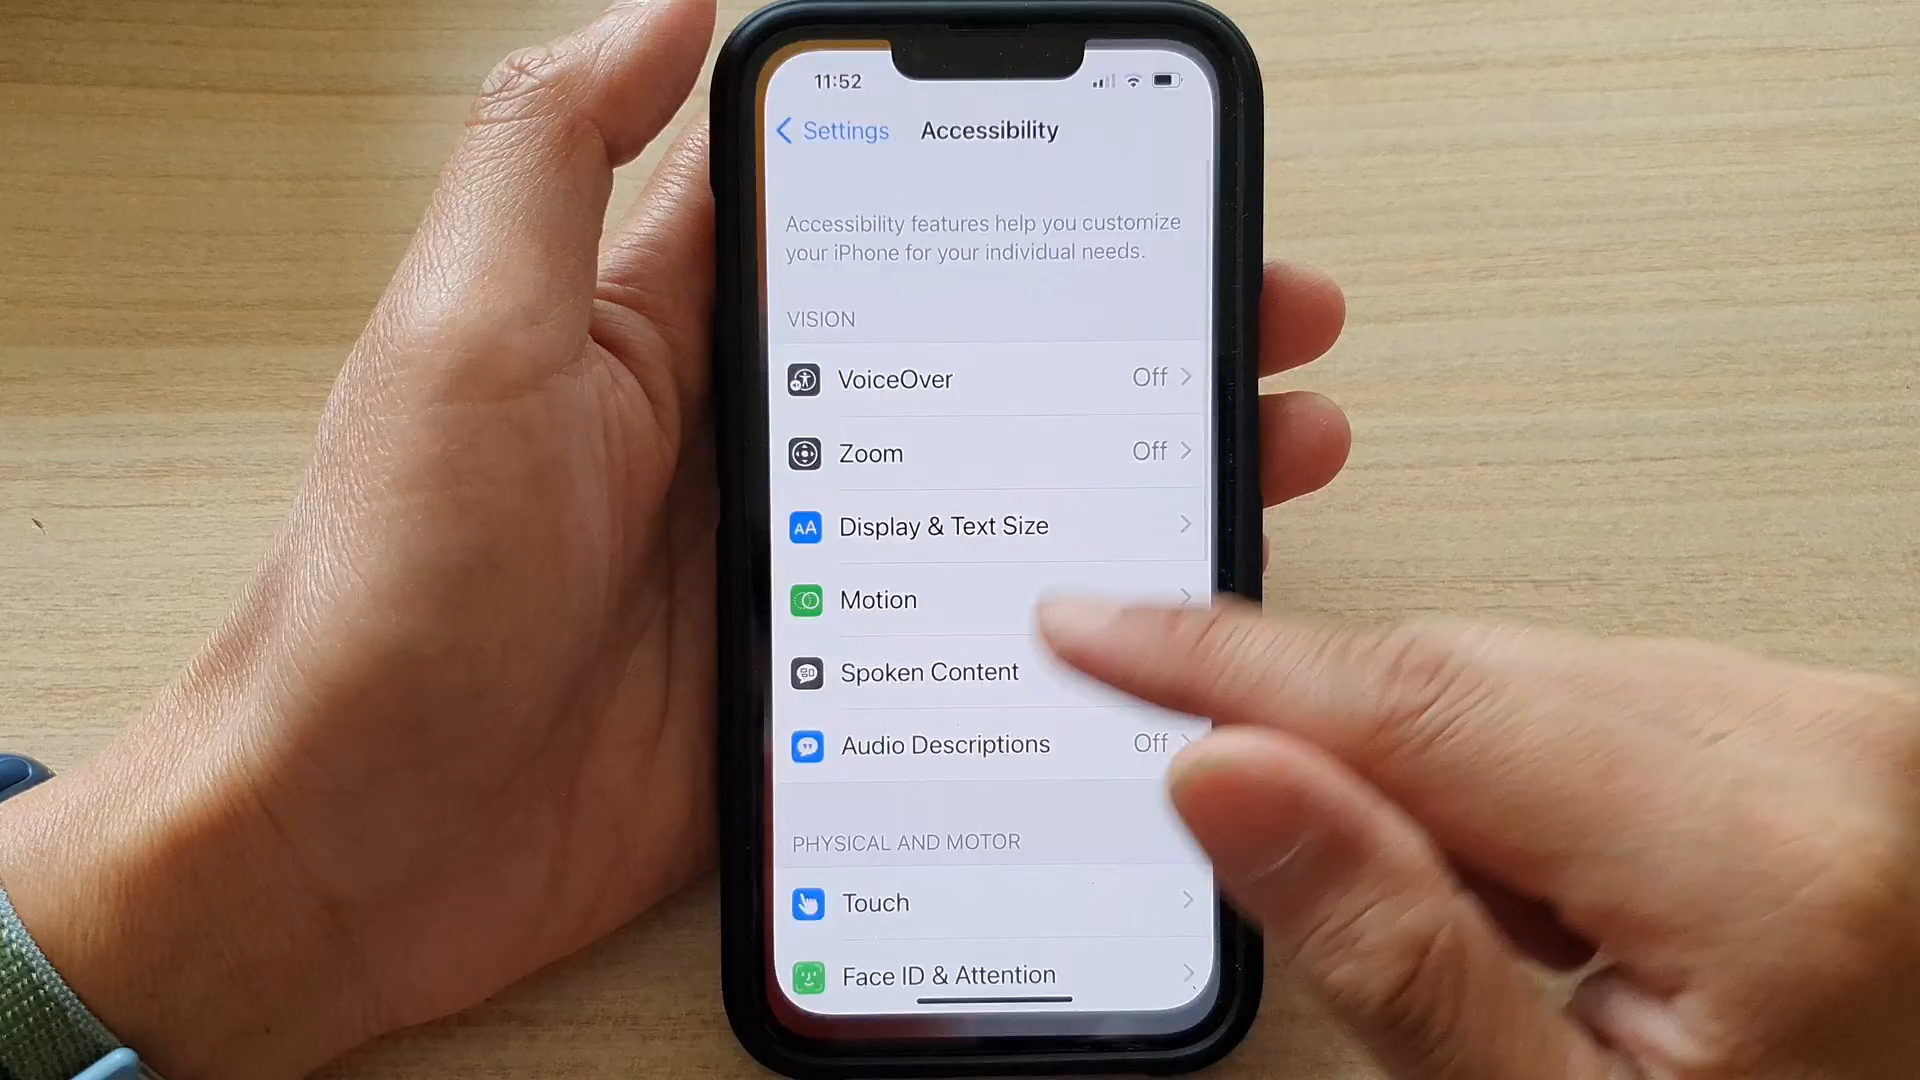 11:52
Settings
Accessibility
Accessibility features help you customize
your iPhone for your individual needs.
VISION
VoiceOver Off
Zoom Off
AA Display & Text Size
Motion
Spoken Content
Audio Descriptions Off
PHYSICAL AND MOTOR
Touch
Face ID & Attention